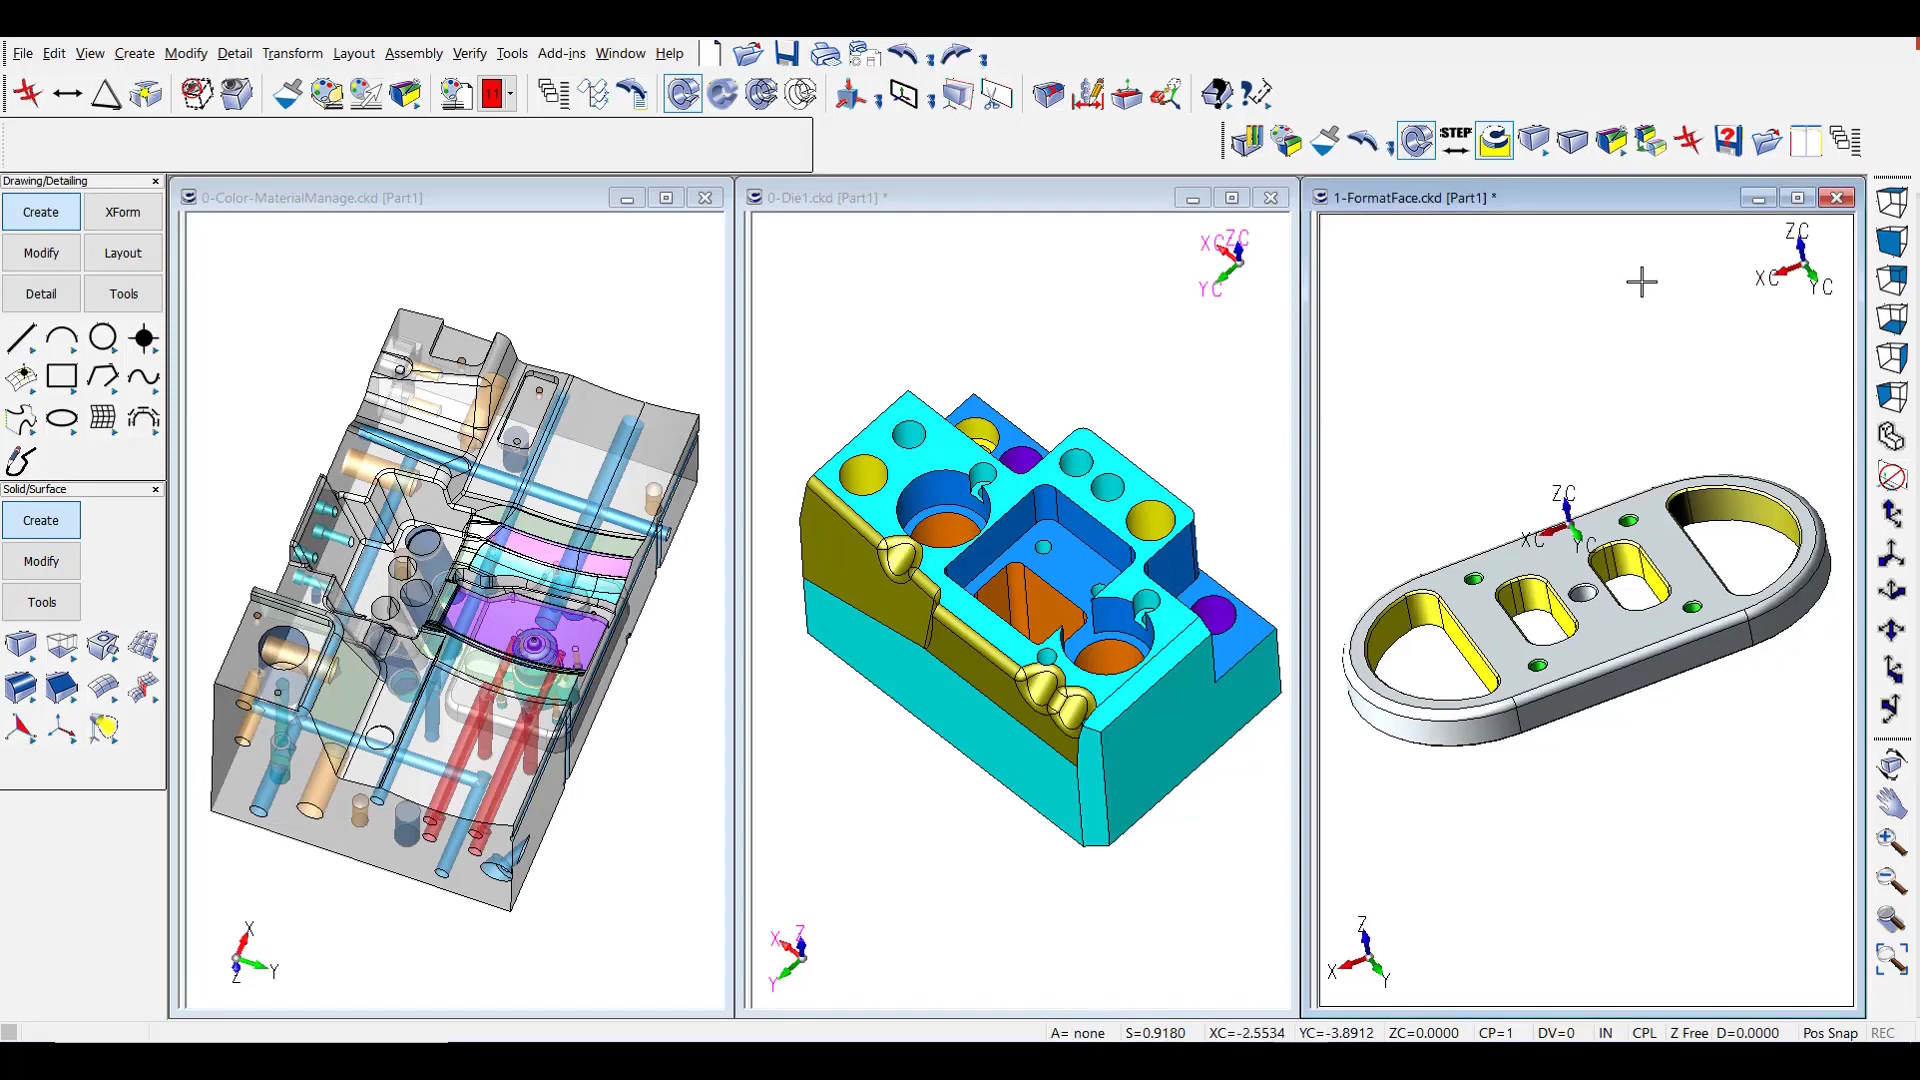 File Edit View Create Modify Detail Transform Layout Assembly Verify Tools Add-ins Window Help
11
STEP
Drawing/Detailing
Create XForm
Modify Layout
Detail Tools
Solid/Surface
Create
Modify
Tools
0-Color-MaterialManage.ckd [Part1]
X
Y
Z
0-Die1.ckd [Part1] *
XC ZC
YC
X Z
Y
1-FormatFace.ckd [Part1] *
ZC
XC YC
ZC
XC YC
Z
X Y
A= none S=0.9180 XC=-2.5534 YC=-3.8912 ZC=0.0000 CP=1 DV=0 IN CPL Z Free D=0.0000 Pos Snap REC